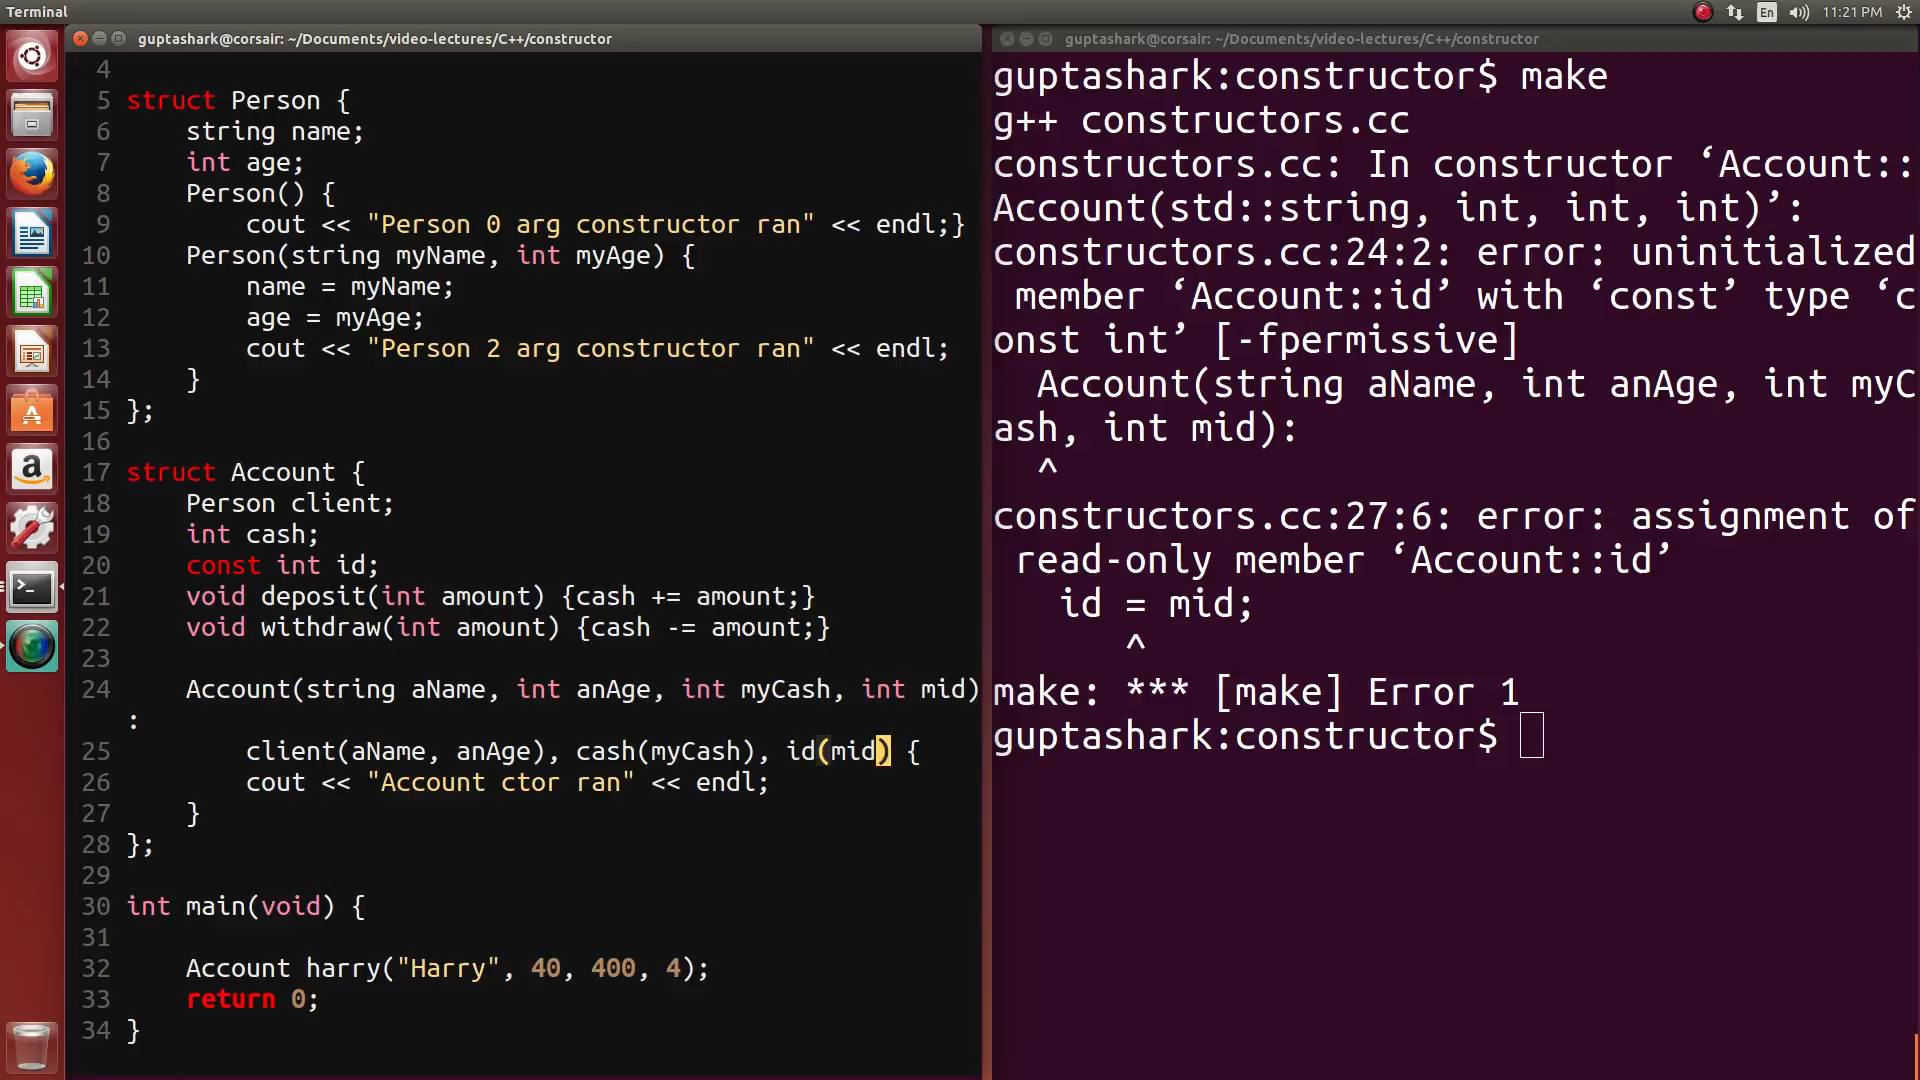 Terminal
En
11:21 PM
guptashark@corsair: ~/Documents/video-lectures/C++/constructor
4
5 struct Person {
6     string name;
7     int age;
8     Person() {
9         cout << "Person 0 arg constructor ran" << endl;}
10     Person(string myName, int myAge) {
11         name = myName;
12         age = myAge;
13         cout << "Person 2 arg constructor ran" << endl;
14     }
15 };
16
17 struct Account {
18     Person client;
19     int cash;
20     const int id;
21     void deposit(int amount) {cash += amount;}
22     void withdraw(int amount) {cash -= amount;}
23
24     Account(string aName, int anAge, int myCash, int mid)
:
25         client(aName, anAge), cash(myCash), id(mid) {
26         cout << "Account ctor ran" << endl;
27     }
28 };
29
30 int main(void) {
31
32     Account harry("Harry", 40, 400, 4);
33     return 0;
34 }
guptashark@corsair: ~/Documents/video-lectures/C++/constructor
guptashark:constructor$ make
g++ constructors.cc
constructors.cc: In constructor ‘Account::
Account(std::string, int, int, int)’:
constructors.cc:24:2: error: uninitialized
 member ‘Account::id’ with ‘const’ type ‘c
onst int’ [-fpermissive]
  Account(string aName, int anAge, int myC
ash, int mid):
  ^
constructors.cc:27:6: error: assignment of
 read-only member ‘Account::id’
   id = mid;
      ^
make: *** [make] Error 1
guptashark:constructor$